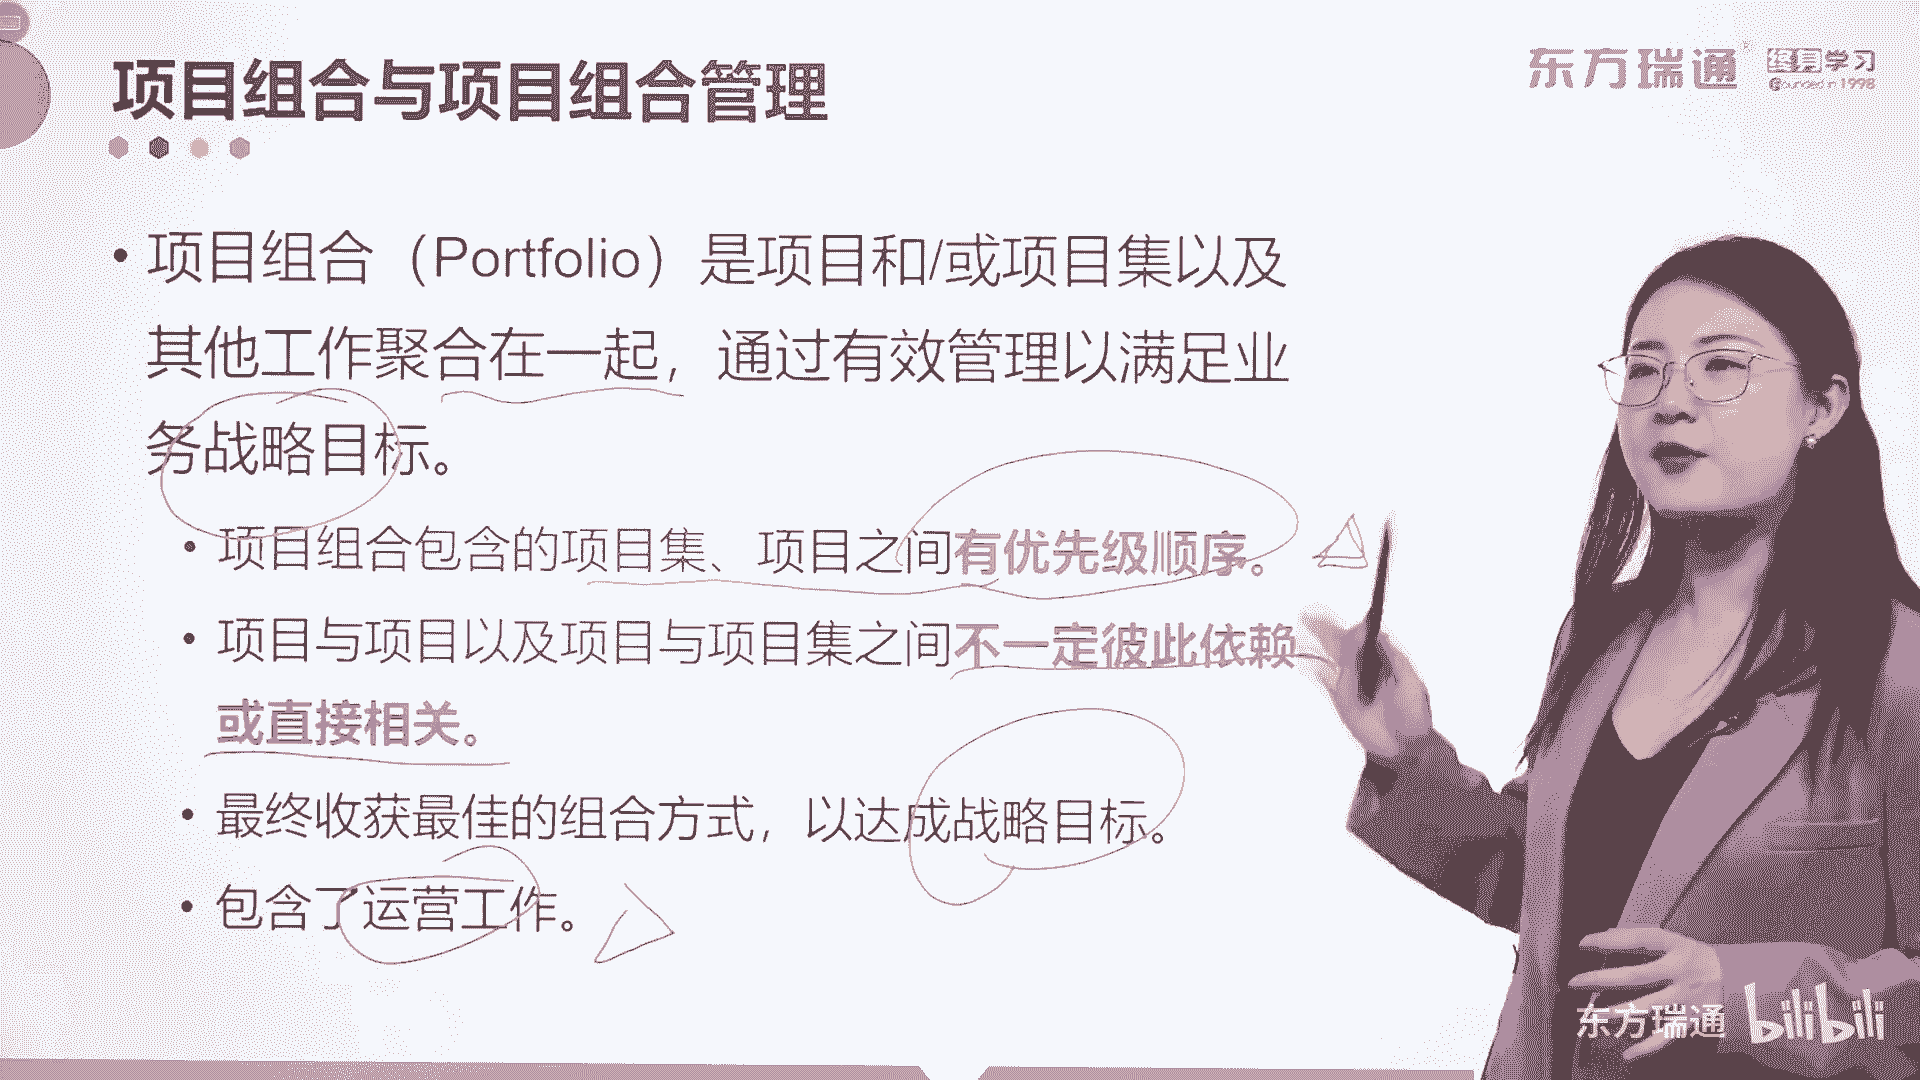 项目组合与项目组合管理
东方瑞通
终身学习
Founded in 1998
• 项目组合（Portfolio）是项目和/或项目集以及
其他工作聚合在一起，通过有效管理以满足业
务战略目标。
• 项目组合包含的项目集、项目之间有优先级顺序。
• 项目与项目以及项目与项目集之间不一定彼此依赖
或直接相关。
• 最终收获最佳的组合方式，以达成战略目标。
• 包含了运营工作。
东方瑞通 bilibili